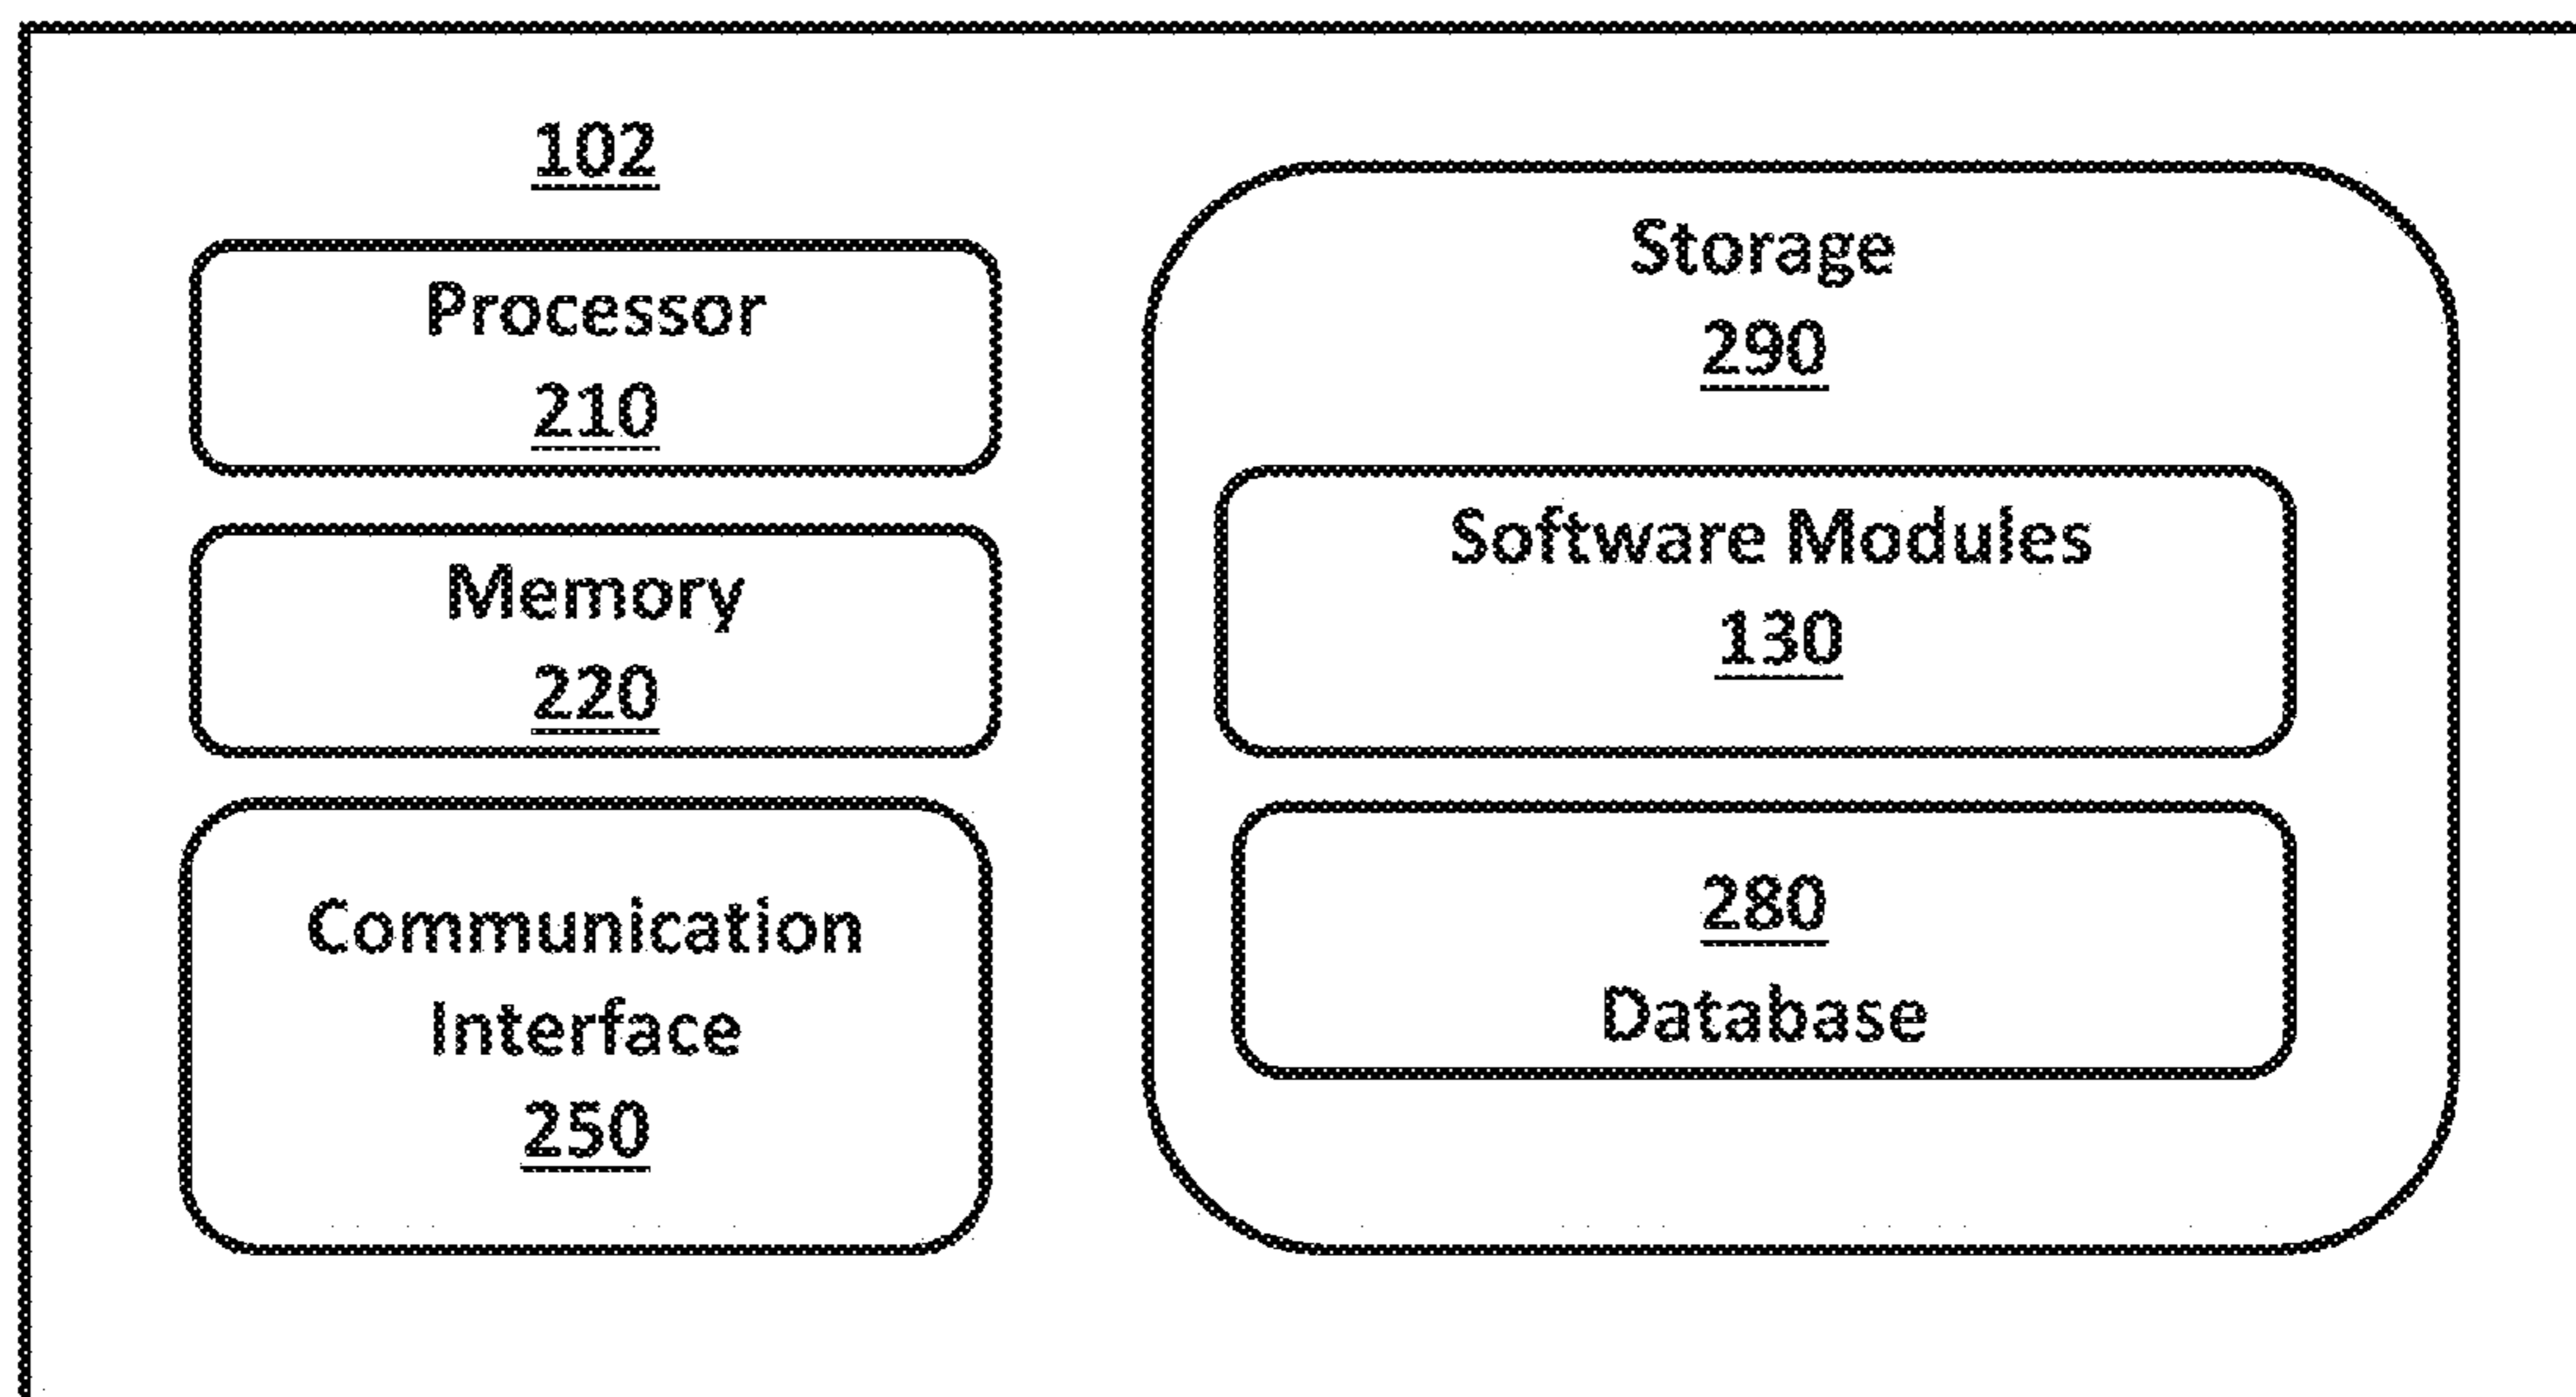 102
Processor
210
Memory
220
Communication
Interface
250
Storage
290
Software Modules
130
280
Database